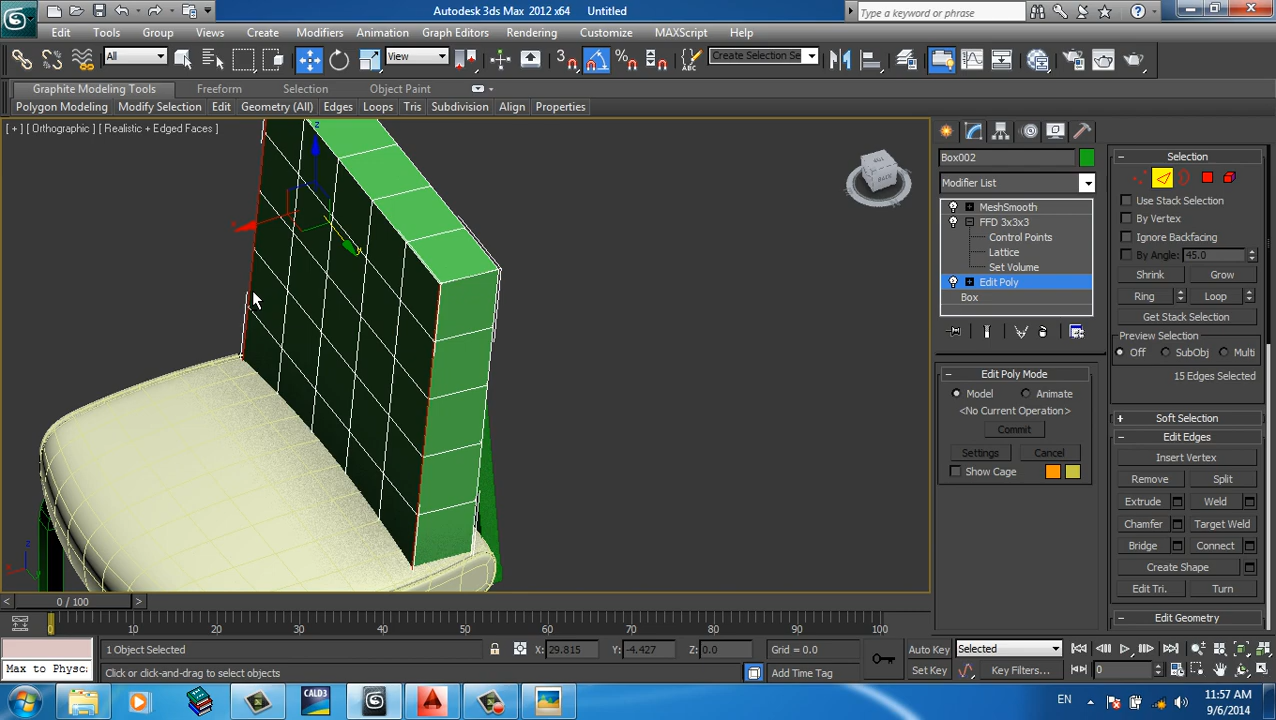 Autodesk 3ds Max 2012 x64 Untitled
Type a keyword or phrase
Edit Tools Group Views Create Modifiers Animation Graph Editors Rendering Customize MAXScript Help
All View Create Selection Se
Graphite Modeling Tools Freeform Selection Object Paint
Polygon Modeling Modify Selection Edit Geometry (All) Edges Loops Tris Subdivision Align Properties
[ + ] [ Orthographic ] [ Realistic + Edged Faces ]
z
x
y
z
BACK
Box002
Modifier List
MeshSmooth
FFD 3x3x3
Control Points
Lattice
Set Volume
Edit Poly
Box
Edit Poly Mode
Model Animate
<No Current Operation>
Commit
Settings Cancel
Show Cage
Selection
Use Stack Selection
By Vertex
Ignore Backfacing
By Angle: 45.0
Shrink Grow
Ring Loop
Get Stack Selection
Preview Selection
Off SubObj Multi
15 Edges Selected
Soft Selection
Edit Edges
Insert Vertex
Remove Split
Extrude Weld
Chamfer Target Weld
Bridge Connect
Create Shape
Edit Tri. Turn
Edit Geometry
0 / 100
0 10 20 30 40 50 60 70 80 90 100
1 Object Selected X: 29.815 Y: -4.427 Z: 0.0 Grid = 0.0 Auto Key Selected
Max to Physc Click or click-and-drag to select objects Add Time Tag Set Key Key Filters... 0
CALD3
EN 11:57 AM
9/6/2014